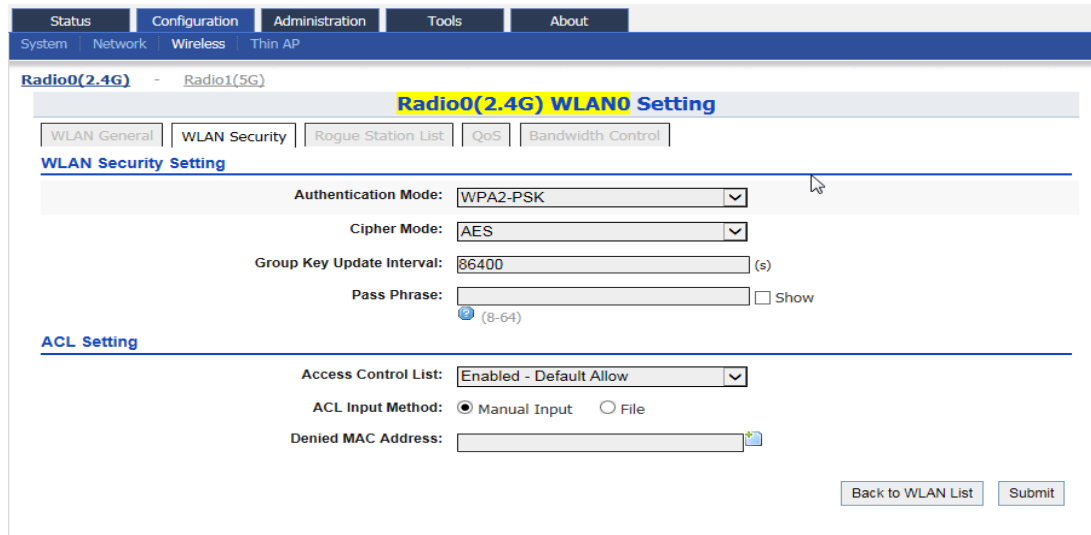 Status Configuration Administration Tools About
System Network Wireless Thin AP
Radio0(2.4G) - Radio1(5G)
Radio0(2.4G) WLAN0 Setting
WLAN General WLAN Security Rogue Station List QoS Bandwidth Control
WLAN Security Setting
Authentication Mode: WPA2-PSK
Cipher Mode: AES
Group Key Update Interval: 86400 (s)
Pass Phrase: Show
? (8-64)
ACL Setting
Access Control List: Enabled - Default Allow
ACL Input Method: Manual Input File
Denied MAC Address:
Back to WLAN List Submit